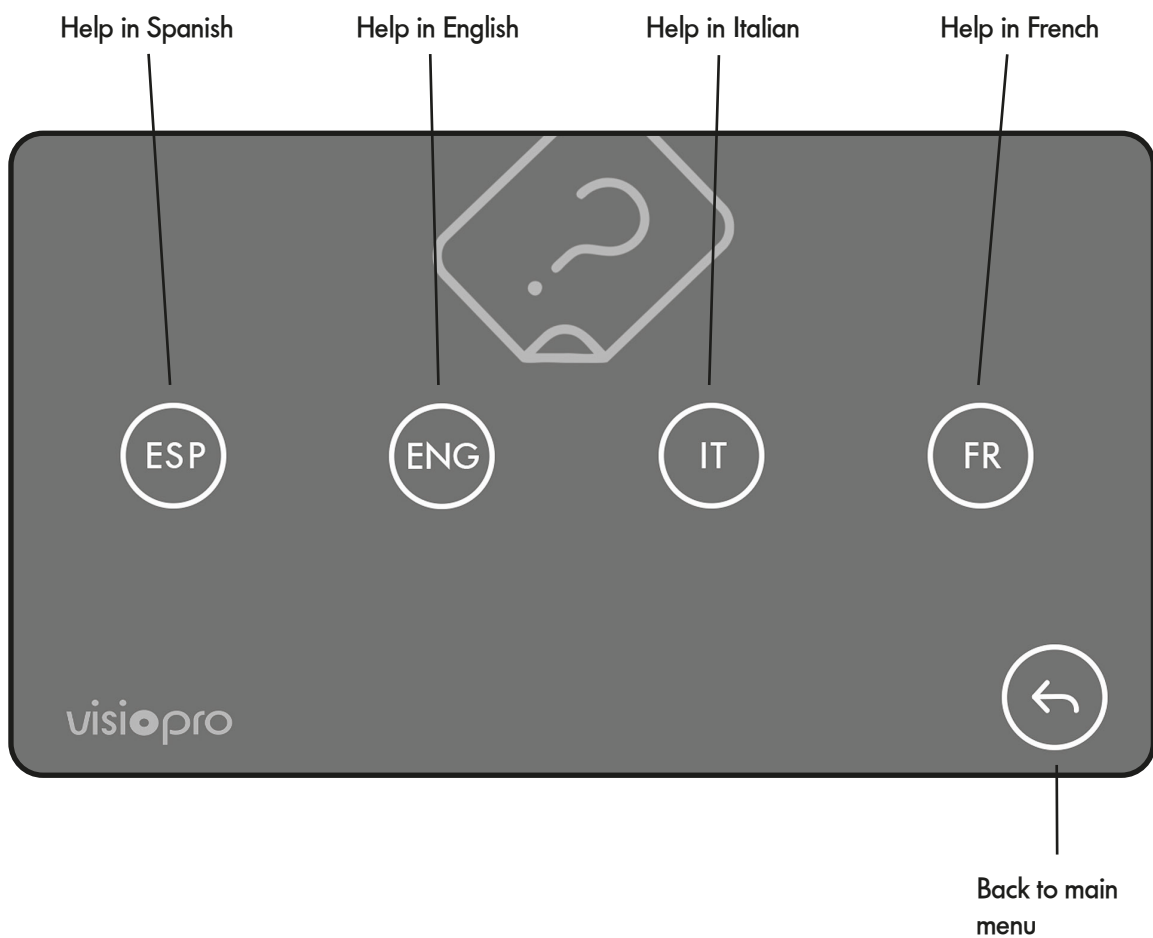 Help in Spanish
Help in English
Help in Italian
Help in French
?
ESP
ENG
IT
FR
visiopro
Back to main
menu